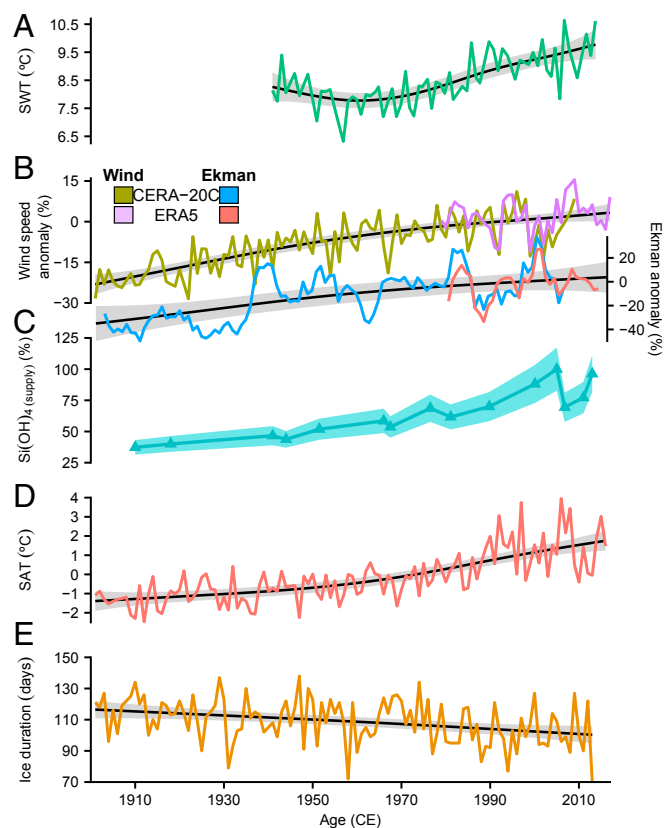 A
SWT (ºC)
10.5
9.5
8.5
7.5
6.5
B
Wind Ekman
CERA−20C
ERA5
Wind speed
anomaly (%)
15
0
−15
−30
Ekman anomaly (%)
20
0
−20
−40
C
Si(OH)4 (supply) (%)
125
100
75
50
25
D
SAT (ºC)
4
3
2
1
0
−1
−2
E
Ice duration (days)
150
130
110
90
70
1910 1930 1950 1970 1990 2010
Age (CE)